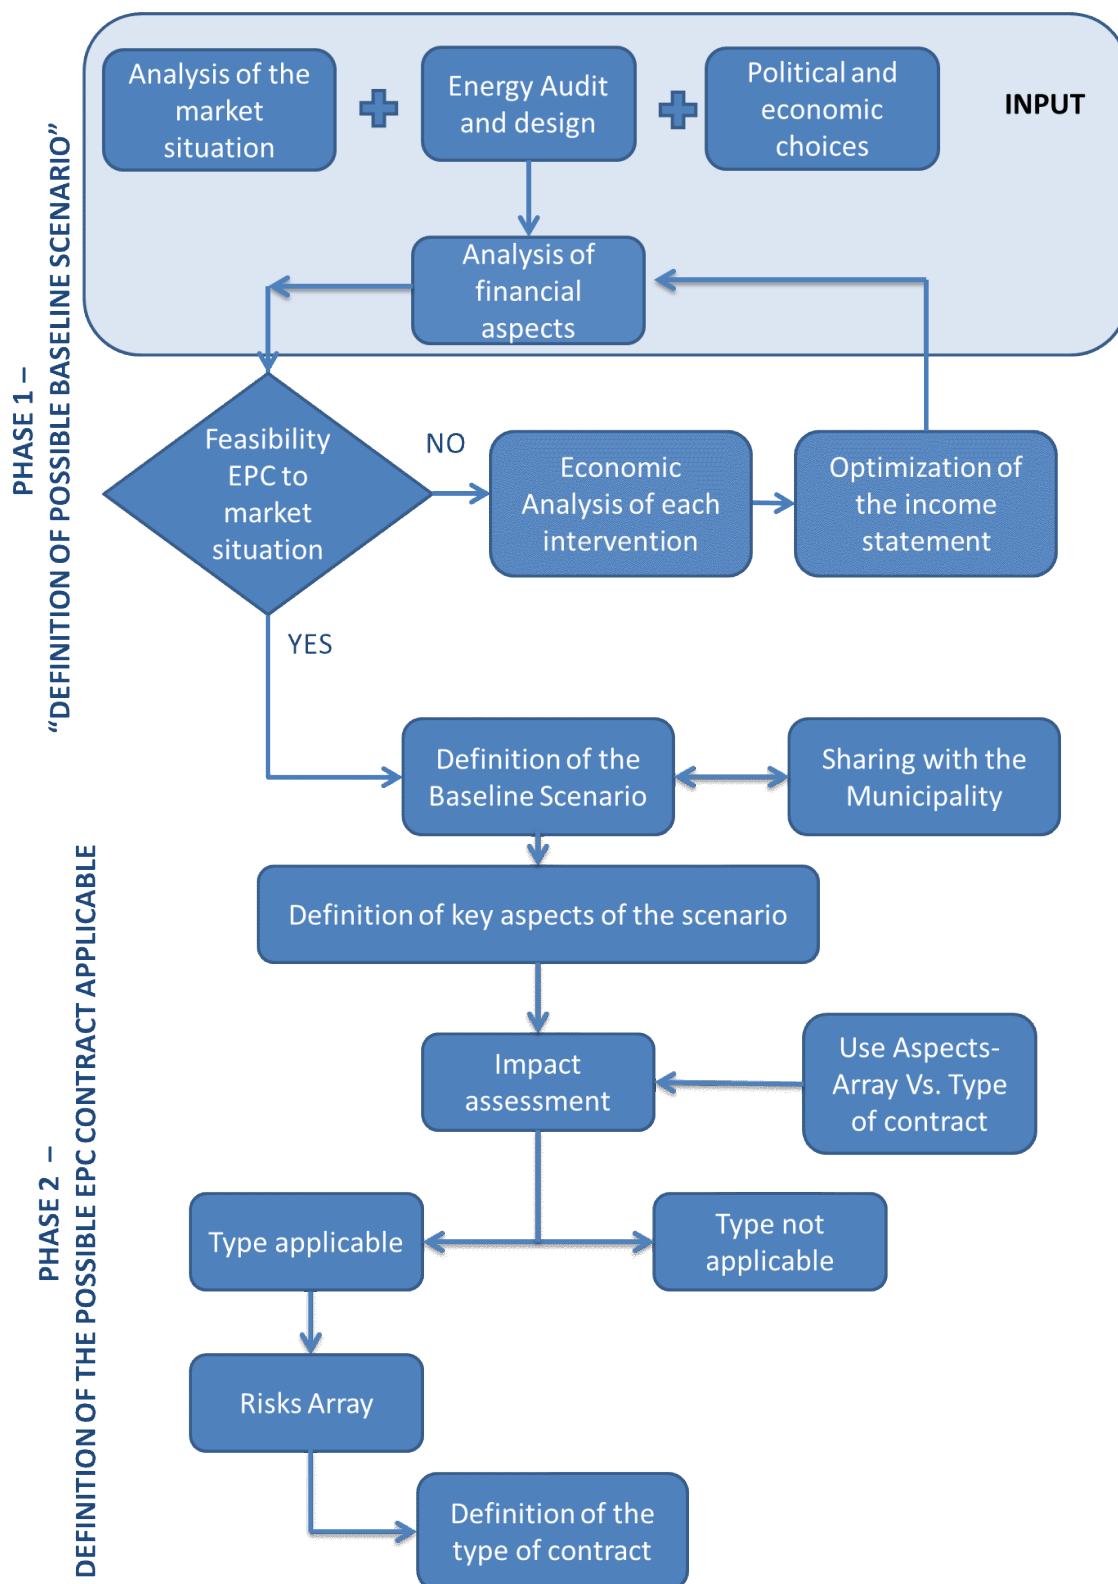 Analysis of the
market
situation
Energy Audit
and design
Political and
economic
choices
INPUT
Analysis of
financial
aspects
PHASE 1 –
“DEFINITION OF POSSIBLE BASELINE SCENARIO”
Feasibility
EPC to
market
situation
NO
Economic
Analysis of each
intervention
Optimization of
the income
statement
YES
Definition of the
Baseline Scenario
Sharing with the
Municipality
Definition of key aspects of the scenario
PHASE 2 –
DEFINITION OF THE POSSIBLE EPC CONTRACT APPLICABLE
Impact
assessment
Use Aspects-
Array Vs. Type
of contract
Type applicable
Type not
applicable
Risks Array
Definition of the
type of contract